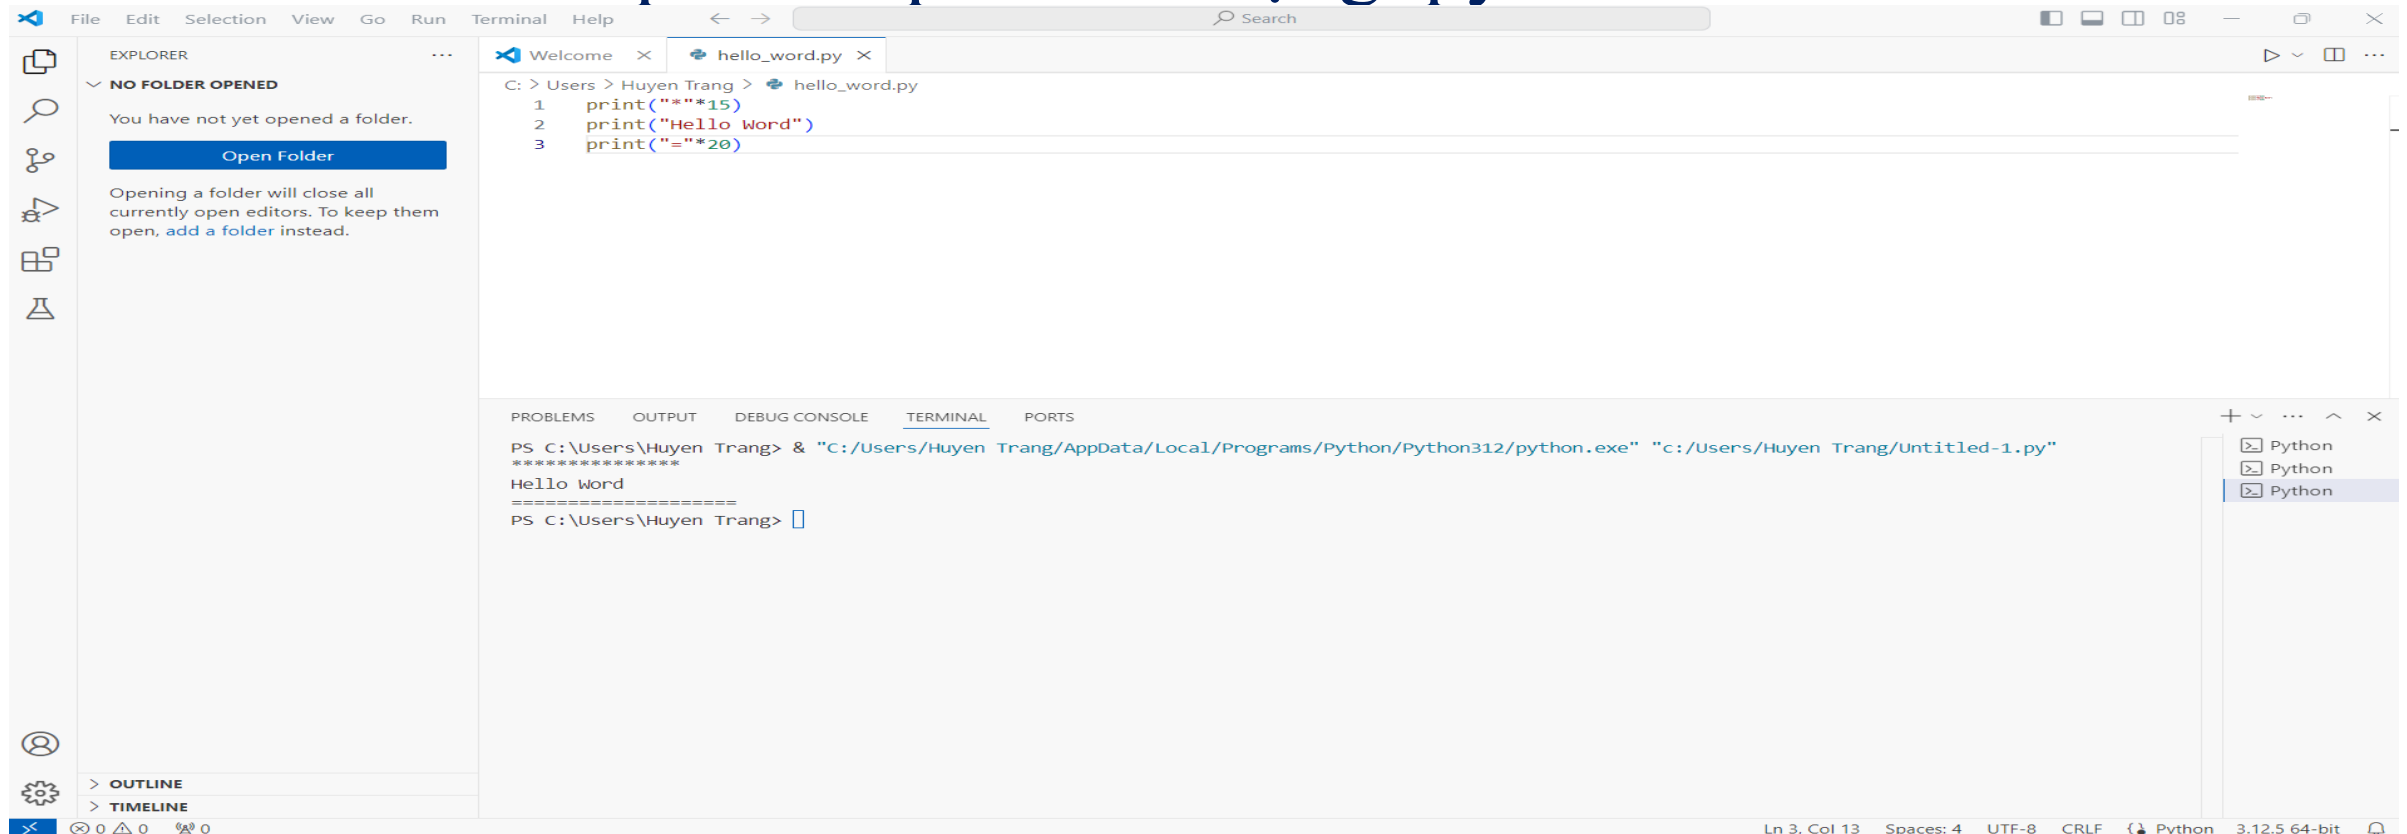 File Edit Selection View Go Run Terminal Help Search
EXPLORER
NO FOLDER OPENED
You have not yet opened a folder.
Open Folder
Opening a folder will close all
currently open editors. To keep them
open, add a folder instead.
Welcome hello_word.py
C: > Users > Huyen Trang > hello_word.py
1 print("*"*15)
2 print("Hello Word")
3 print("="*20)
PROBLEMS OUTPUT DEBUG CONSOLE TERMINAL PORTS
PS C:\Users\Huyen Trang> & "C:/Users/Huyen Trang/AppData/Local/Programs/Python/Python312/python.exe" "c:/Users/Huyen Trang/Untitled-1.py"
***************
Hello Word
====================
PS C:\Users\Huyen Trang>
Python
Python
Python
OUTLINE
TIMELINE
0 0 0 Ln 3, Col 13 Spaces: 4 UTF-8 CRLF Python 3.12.5 64-bit